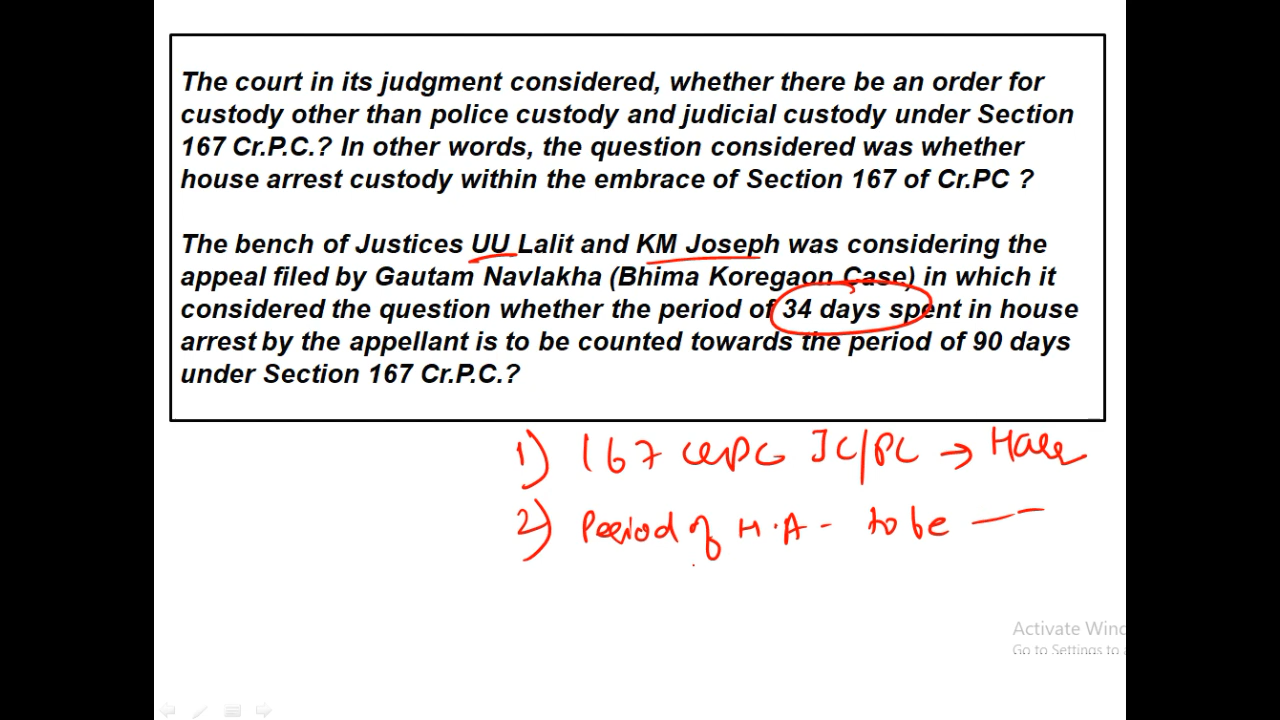 The court in its judgment considered, whether there be an order for
custody other than police custody and judicial custody under Section
167 Cr.P.C.? In other words, the question considered was whether
house arrest custody within the embrace of Section 167 of Cr.PC ?
The bench of Justices UU Lalit and KM Joseph was considering the
appeal filed by Gautam Navlakha (Bhima Koregaon Case) in which it
considered the question whether the period of 34 days spent in house
arrest by the appellant is to be counted towards the period of 90 days
under Section 167 Cr.P.C.?
1) 167 CRPC JC/PC →
2) Period of H.A - to be —
Activate Wind
Go to Settings to